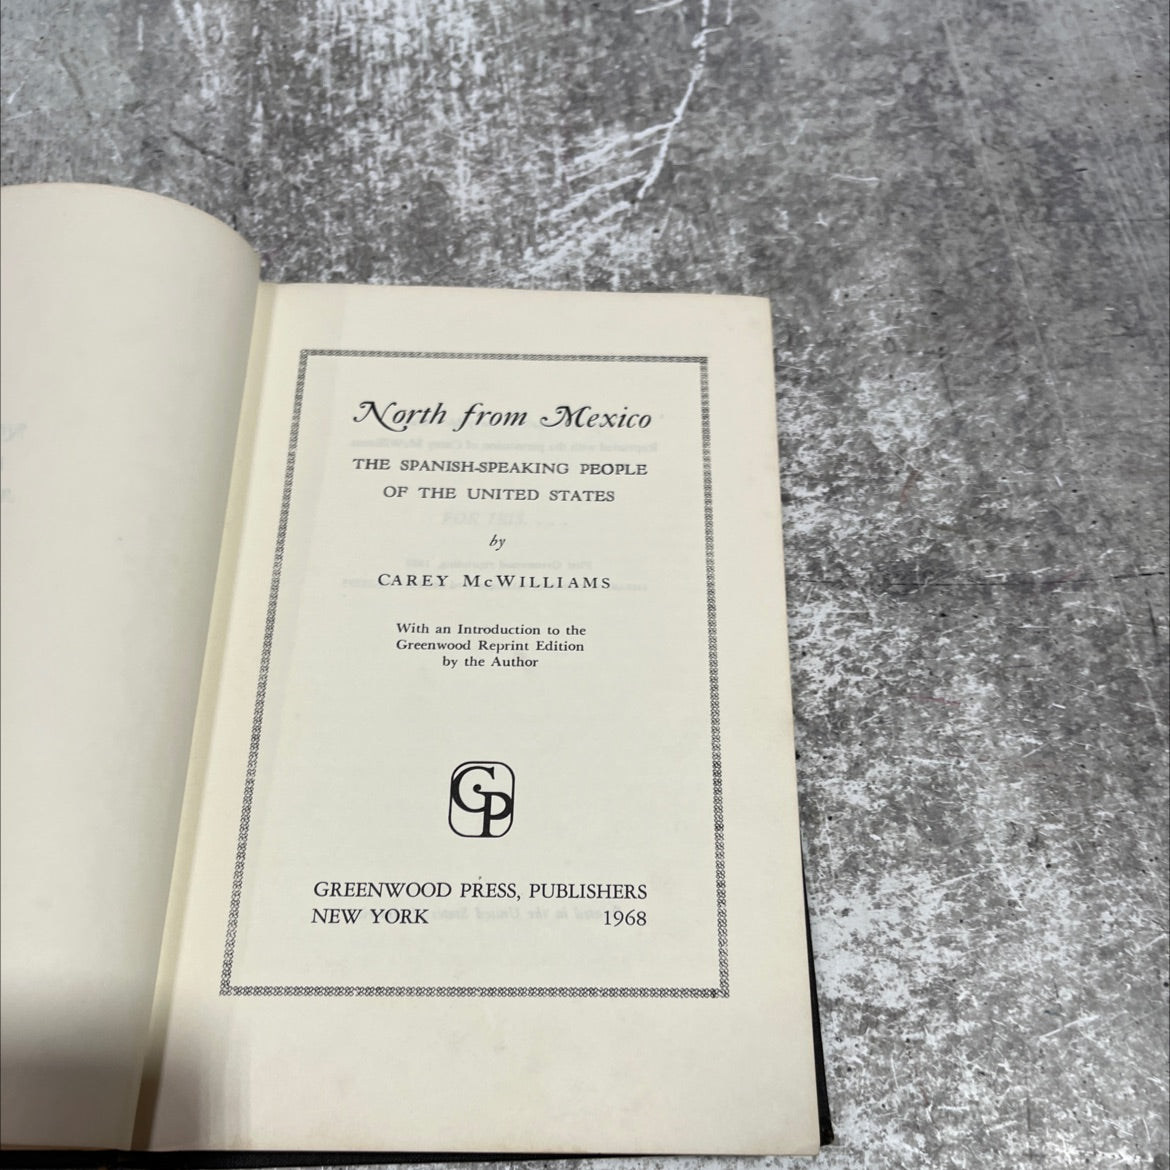 North from Mexico
THE SPANISH-SPEAKING PEOPLE
OF THE UNITED STATES
by
CAREY McWILLIAMS
With an Introduction to the
Greenwood Reprint Edition
by the Author
GP
GREENWOOD PRESS, PUBLISHERS
NEW YORK 1968